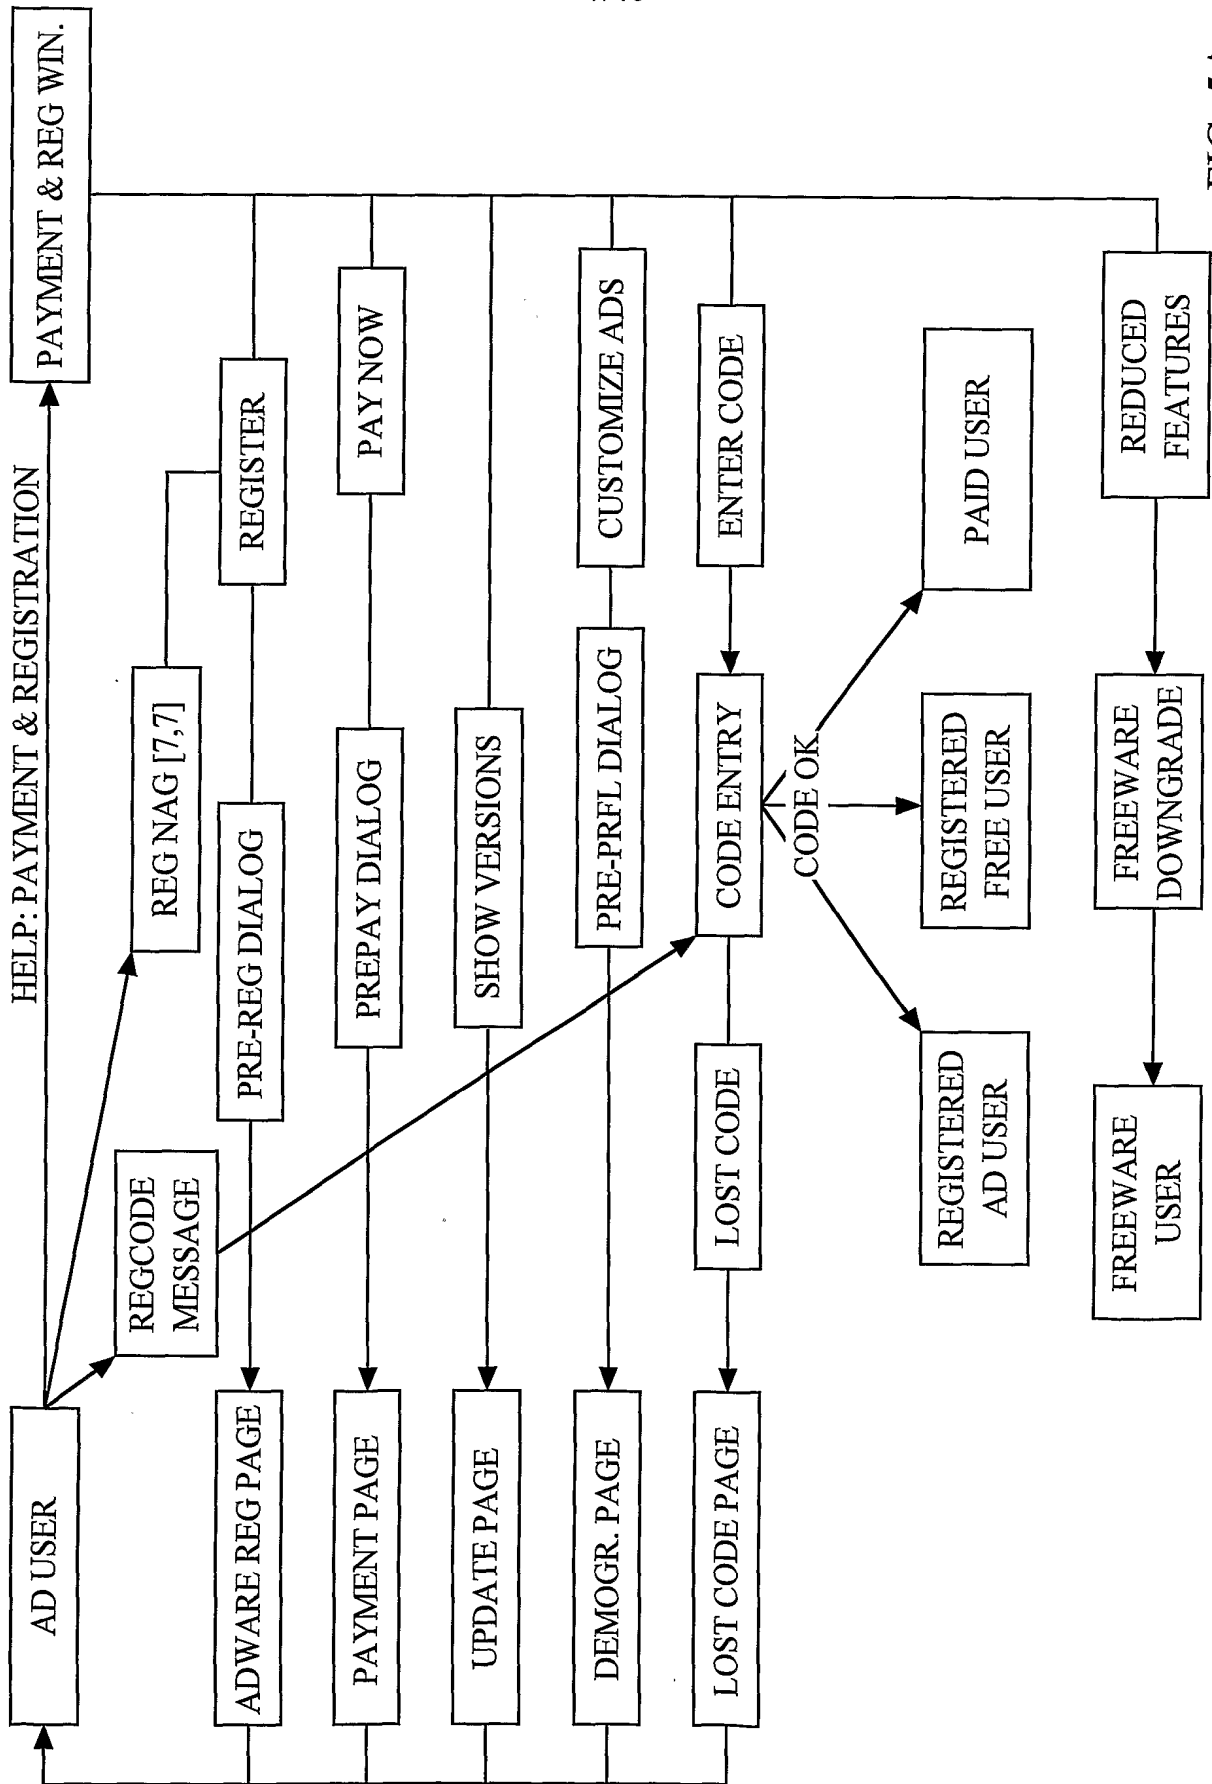 AD USER
HELP: PAYMENT & REGISTRATION
PAYMENT & REG WIN.
REGCODE
MESSAGE
REG NAG [7,7]
ADWARE REG PAGE
PRE-REG DIALOG
REGISTER
PAYMENT PAGE
PREPAY DIALOG
PAY NOW
UPDATE PAGE
SHOW VERSIONS
DEMOGR. PAGE
PRE-PRFL DIALOG
CUSTOMIZE ADS
LOST CODE PAGE
LOST CODE
CODE ENTRY
ENTER CODE
CODE OK
REGISTERED
AD USER
REGISTERED
FREE USER
PAID USER
FREEWARE
USER
FREEWARE
DOWNGRADE
REDUCED
FEATURES